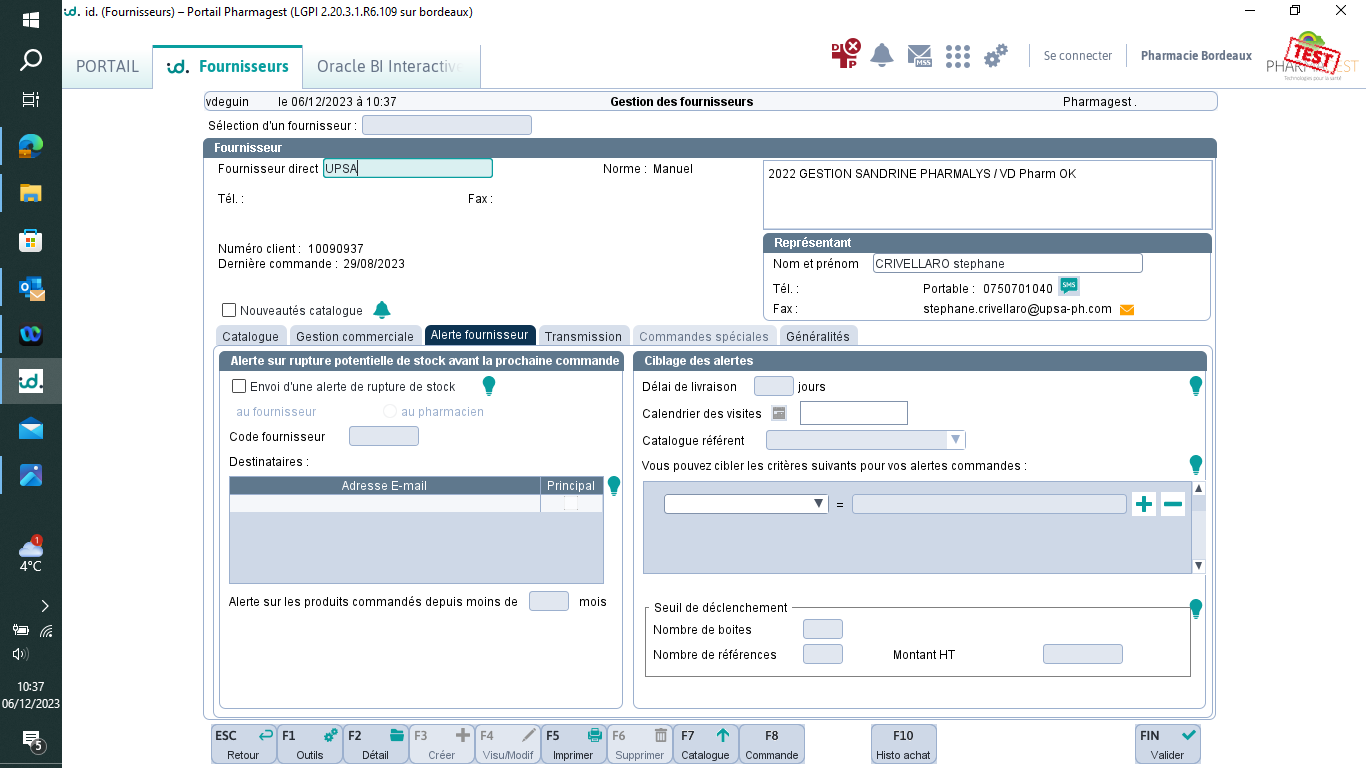 id. (Fournisseurs) – Portail Pharmagest (LGPI 2.20.3.1.R6.109 sur bordeaux)
PORTAIL
id. Fournisseurs
Oracle BI Interactive
MSS
Se connecter
Pharmacie Bordeaux
TEST
vdeguin le 06/12/2023 à 10:37 Gestion des fournisseurs Pharmagest .
Sélection d'un fournisseur :
Fournisseur
Fournisseur direct UPSA
Norme : Manuel
2022 GESTION SANDRINE PHARMALYS / VD Pharm OK
Tél. : Fax :
Numéro client : 10090937
Dernière commande : 29/08/2023
Représentant
Nom et prénom CRIVELLARO stephane
Tél. : Portable : 0750701040 SMS
Fax : stephane.crivellaro@upsa-ph.com
Nouveautés catalogue
Catalogue Gestion commerciale Alerte fournisseur Transmission Commandes spéciales Généralités
Alerte sur rupture potentielle de stock avant la prochaine commande
Envoi d'une alerte de rupture de stock
au fournisseur au pharmacien
Code fournisseur
Destinataires :
Adresse E-mail Principal
Alerte sur les produits commandés depuis moins de mois
Ciblage des alertes
Délai de livraison jours
Calendrier des visites
Catalogue référent
Vous pouvez cibler les critères suivants pour vos alertes commandes :
=
Seuil de déclenchement
Nombre de boites
Nombre de références Montant HT
ESC Retour
F1 Outils
F2 Détail
F3 Créer
F4 Visu/Modif
F5 Imprimer
F6 Supprimer
F7 Catalogue
F8 Commande
F10 Histo achat
FIN Valider
1
4°C
10:37
06/12/2023
5